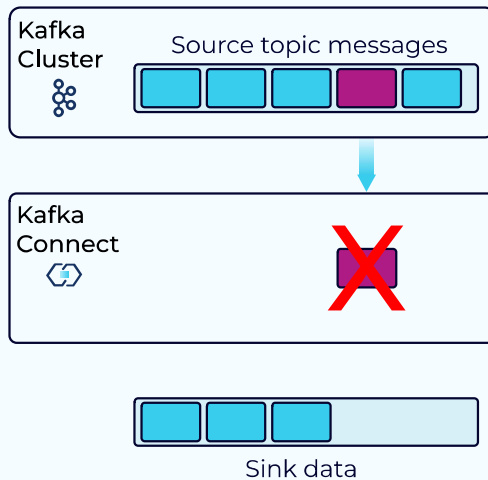 Kafka
Cluster
Source topic messages
Kafka
Connect
Sink data